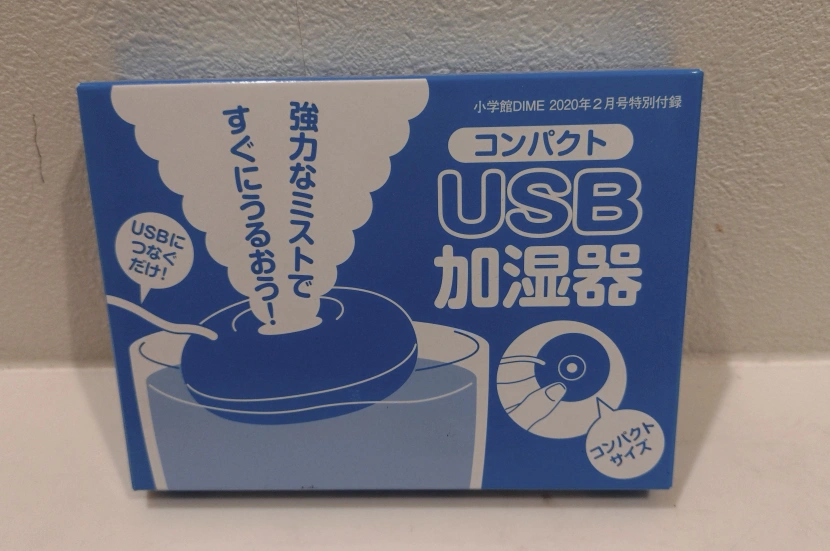 小学館DIME 2020年2月号特別付録
コンパクト
USB
加湿器
強力なミストで
すぐにうるおう!
USBに
つなぐ
だけ!
コンパクト
サイズ